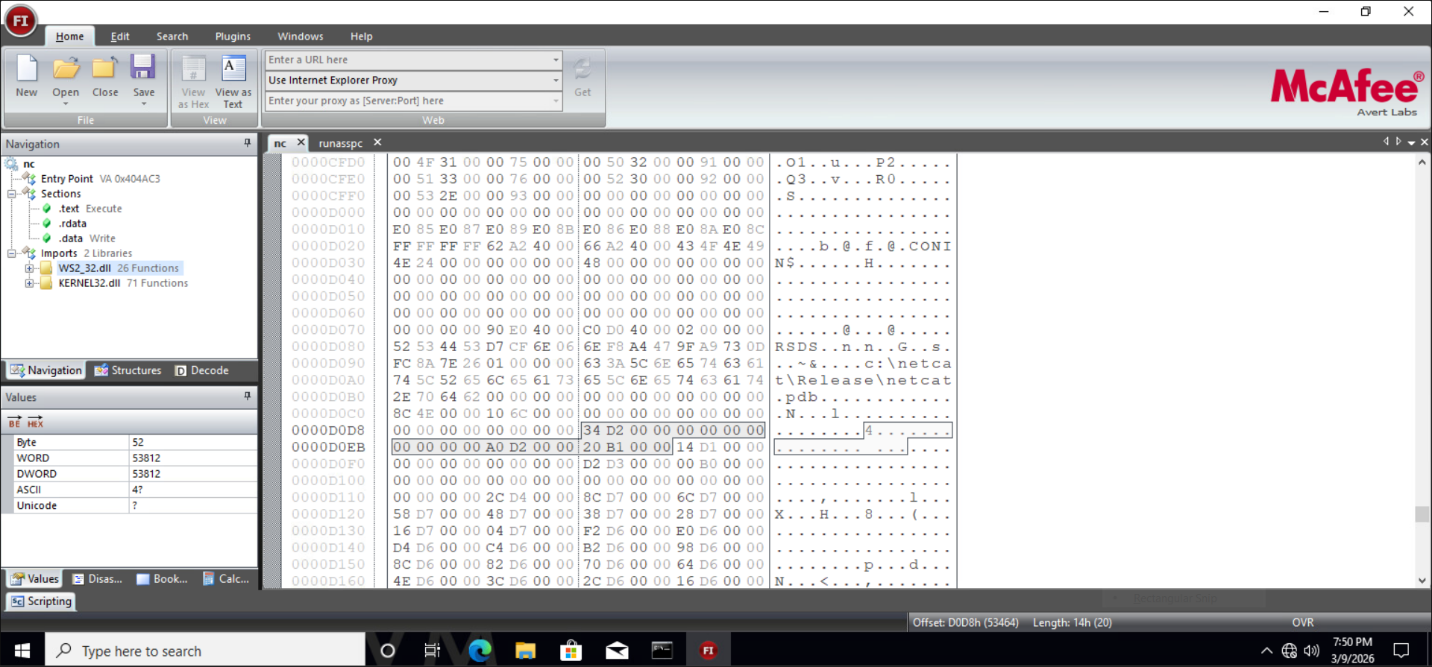 FI
Home Edit Search Plugins Windows Help
Enter a URL here
Use Internet Explorer Proxy
Enter your proxy as [Server:Port] here
New Open Close Save View as Hex View as Text Get
File View Web
McAfee®
Avert Labs
Navigation
nc
Entry Point VA 0x404AC3
Sections
.text Execute
.rdata
.data Write
Imports 2 Libraries
WS2_32.dll 26 Functions
KERNEL32.dll 71 Functions
Navigation Structures Decode
Values
BE HEX
Byte 52
WORD 53812
DWORD 53812
ASCII 4?
Unicode ?
Values Disas... Book... Calc...
Scripting
nc runasspc
0000CFD0 00 4F 31 00 00 75 00 00 00 50 32 00 00 91 00 00 .O1..u...P2.....
0000CFE0 00 51 33 00 00 76 00 00 00 52 30 00 00 92 00 00 .Q3..v...R0.....
0000CFF0 00 53 2E 00 00 93 00 00 00 00 00 00 00 00 00 00 .S..............
0000D000 00 00 00 00 00 00 00 00 00 00 00 00 00 00 00 00 ................
0000D010 E0 85 E0 87 E0 89 E0 8B E0 86 E0 88 E0 8A E0 8C ................
0000D020 FF FF FF FF 62 A2 40 00 66 A2 40 00 43 4F 4E 49 ....b.@.f.@.CONI
0000D030 4E 24 00 00 00 00 00 00 48 00 00 00 00 00 00 00 N$......H.......
0000D040 00 00 00 00 00 00 00 00 00 00 00 00 00 00 00 00 ................
0000D050 00 00 00 00 00 00 00 00 00 00 00 00 00 00 00 00 ................
0000D060 00 00 00 00 00 00 00 00 00 00 00 00 00 00 00 00 ................
0000D070 00 00 00 00 90 E0 40 00 C0 D0 40 00 02 00 00 00 ......@...@.....
0000D080 52 53 44 53 D7 CF 6E 06 6E F8 A4 47 9F A9 73 0D RSDS..n.n..G..s.
0000D090 FC 8A 7E 26 01 00 00 00 63 3A 5C 6E 65 74 63 61 ..~&....c:\netca
0000D0A0 74 5C 52 65 6C 65 61 73 65 5C 6E 65 74 63 61 74 t\Release\netcat
0000D0B0 2E 70 64 62 00 00 00 00 00 00 00 00 00 00 00 00 .pdb............
0000D0C0 8C 4E 00 00 10 6C 00 00 00 00 00 00 00 00 00 00 .N...l..........
0000D0D8 00 00 00 00 00 00 00 00 34 D2 00 00 00 00 00 00 ........4.......
0000D0EB 00 00 00 00 A0 D2 00 00 20 B1 00 00 14 D1 00 00 ......... ......
0000D0F0 00 00 00 00 00 00 00 00 D2 D3 00 00 00 B0 00 00 ................
0000D100 00 00 00 00 00 00 00 00 00 00 00 00 00 00 00 00 ................
0000D110 00 00 00 00 2C D4 00 00 8C D7 00 00 6C D7 00 00 ....,.......l...
0000D120 58 D7 00 00 48 D7 00 00 38 D7 00 00 28 D7 00 00 X...H...8...(...
0000D130 16 D7 00 00 04 D7 00 00 F2 D6 00 00 E0 D6 00 00 ................
0000D140 D4 D6 00 00 C4 D6 00 00 B2 D6 00 00 98 D6 00 00 ................
0000D150 8C D6 00 00 82 D6 00 00 70 D6 00 00 64 D6 00 00 ........p...d...
0000D160 4E D6 00 00 3C D6 00 00 2C D6 00 00 16 D6 00 00 N...<...,.......
Offset: D0D8h (53464) Length: 14h (20) OVR
Type here to search
FI
7:50 PM
3/9/2026